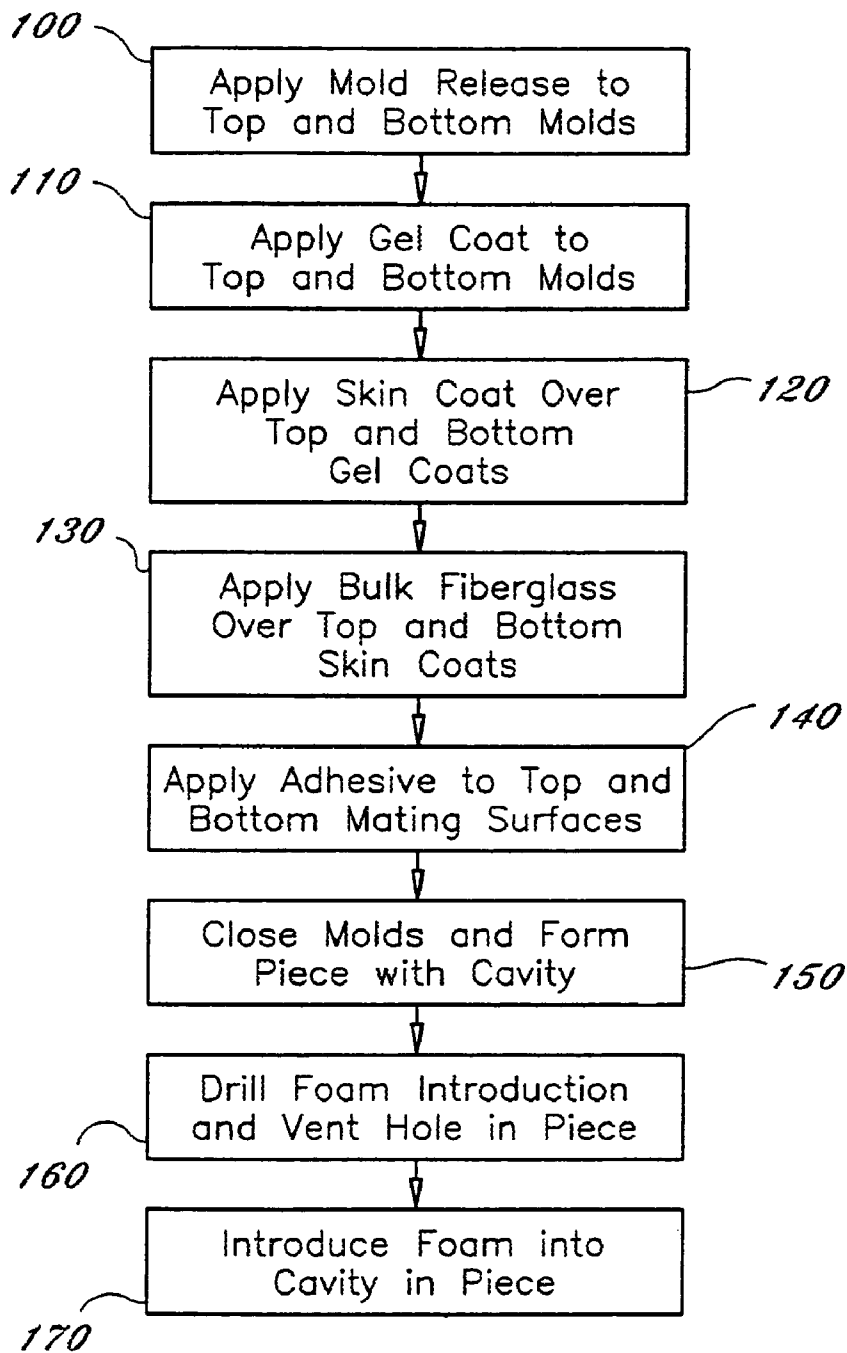 100
Apply Mold Release to
Top and Bottom Molds
110
Apply Gel Coat to
Top and Bottom Molds
Apply Skin Coat Over
Top and Bottom
Gel Coats
120
130
Apply Bulk Fiberglass
Over Top and Bottom
Skin Coats
140
Apply Adhesive to Top and
Bottom Mating Surfaces
Close Molds and Form
Piece with Cavity
150
Drill Foam Introduction
and Vent Hole in Piece
160
Introduce Foam into
Cavity in Piece
170